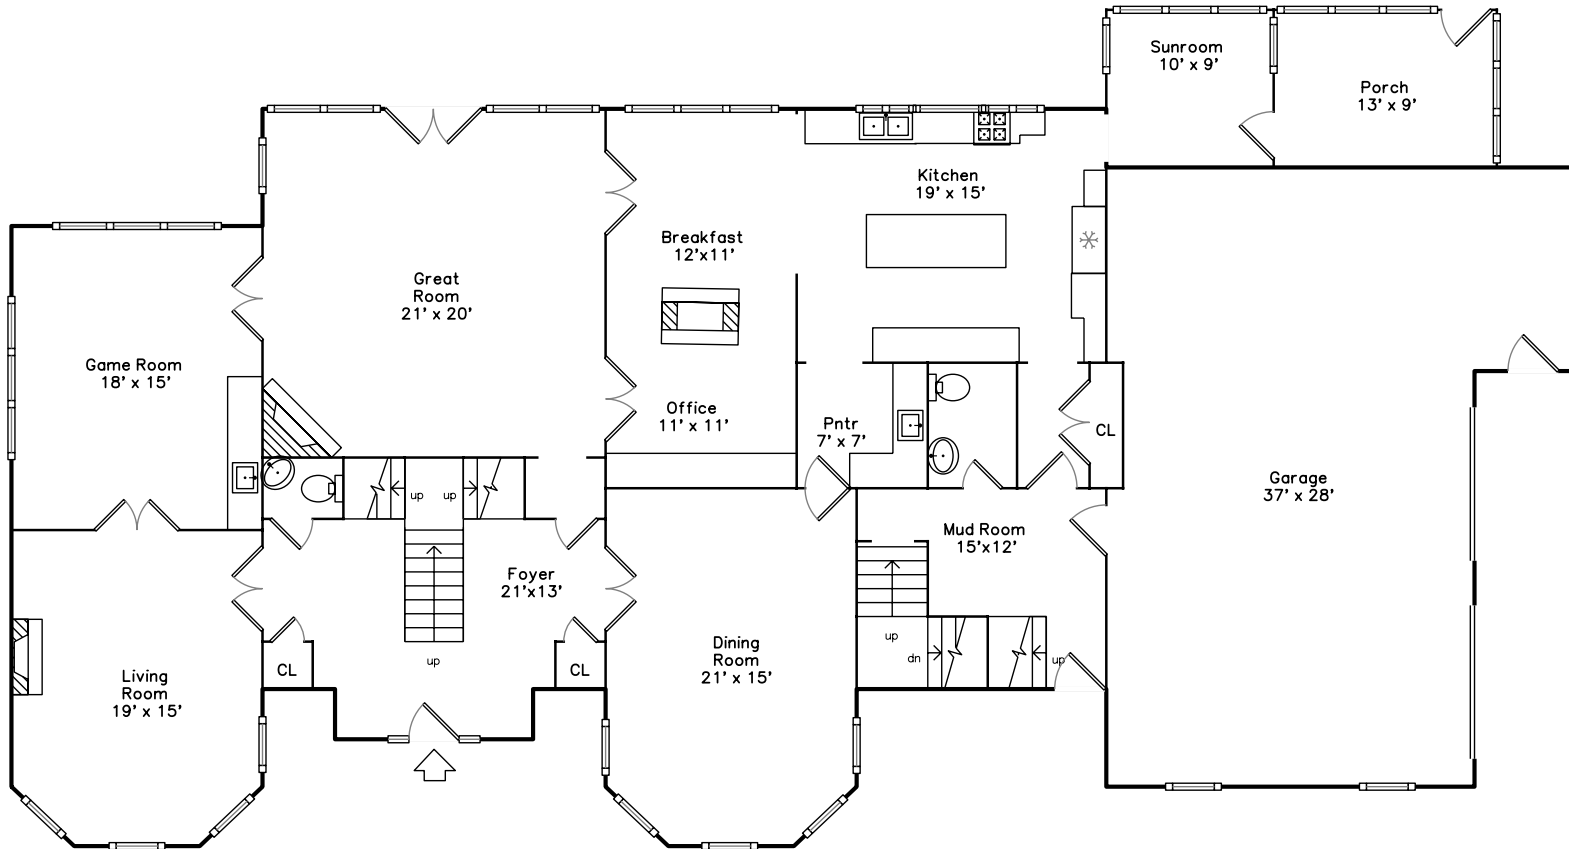 Sunroom
10' x 9'
Porch
13' x 9'
Kitchen
19' x 15'
Breakfast
12'x11'
Great
Room
21' x 20'
Game Room
18' x 15'
Office
11' x 11'
Pntr
7' x 7'
CL
Garage
37' x 28'
up
up
Mud Room
15'x12'
Foyer
21'x13'
up
dn
up
up
Dining
Room
21' x 15'
CL
CL
Living
Room
19' x 15'